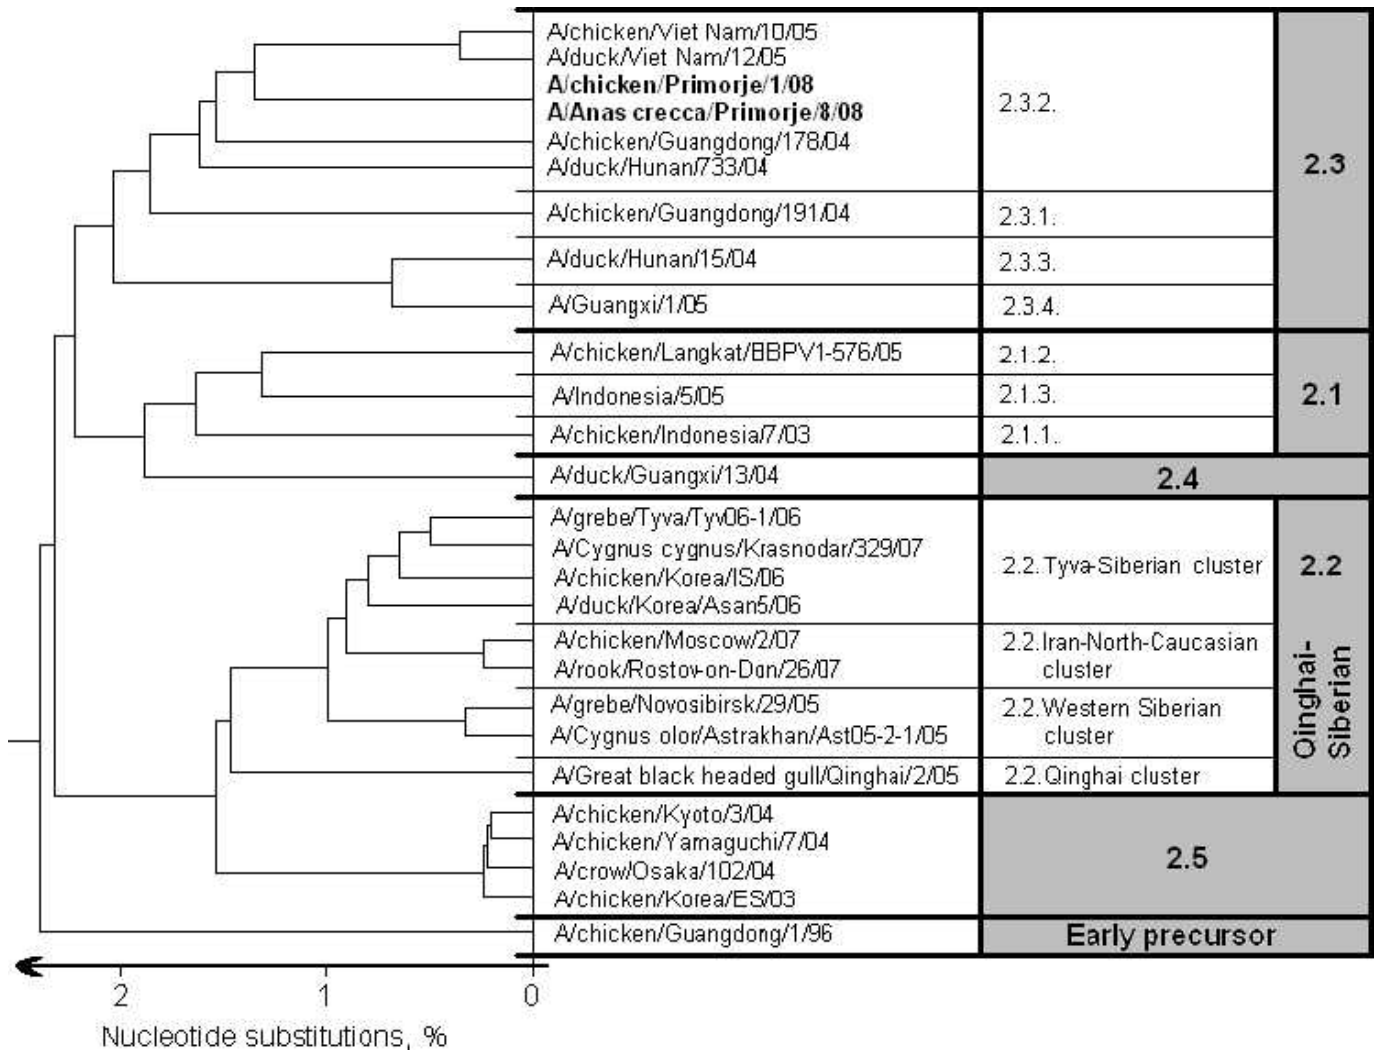 A/chicken/Viet Nam/10/05
A/duck/Viet Nam/12/05
A/chicken/Primorje/1/08
A/Anas crecca/Primorje/8/08
2.3.2.
A/chicken/Guangdong/178/04
A/duck/Hunan/733/04
2.3
A/chicken/Guangdong/191/04
2.3.1.
A/duck/Hunan/15/04
2.3.3.
A/Guangxi/1/05
2.3.4.
A/chicken/Langkat/BBPV1-576/05
2.1.2.
A/Indonesia/5/05
2.1.3.
2.1
A/chicken/Indonesia/7/03
2.1.1.
A/duck/Guangxi/13/04
2.4
A/grebe/Tyva/Tyv06-1/06
A/Cygnus cygnus/Krasnodar/329/07
2.2.Tyva-Siberian cluster
2.2
A/chicken/Korea/IS/06
A/duck/Korea/Asan5/06
A/chicken/Moscow/2/07
2.2.Iran-North-Caucasian
cluster
A/rook/Rostov-on-Don/26/07
Qinghai-
Siberian
A/grebe/Novosibirsk/29/05
2.2.Western Siberian
cluster
A/Cygnus olor/Astrakhan/Ast05-2-1/05
A/Great black headed gull/Qinghai/2/05
2.2.Qinghai cluster
A/chicken/Kyoto/3/04
A/chicken/Yamaguchi/7/04
2.5
A/crow/Osaka/102/04
A/chicken/Korea/ES/03
A/chicken/Guangdong/1/96
Early precursor
2 1 0
Nucleotide substitutions, %